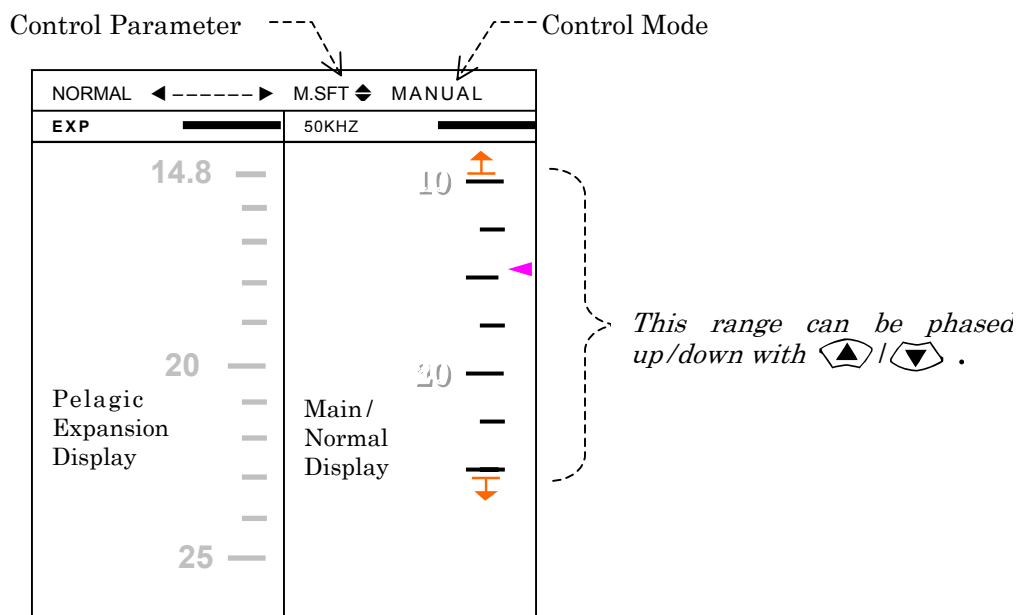 Control Parameter
Control Mode
NORMAL ◄ ------ ► M.SFT MANUAL
EXP
50KHZ
14.8
10
20
20
Pelagic
Expansion
Display
Main/
Normal
Display
25
This range can be phased
up/down with ▲ / ▼ .